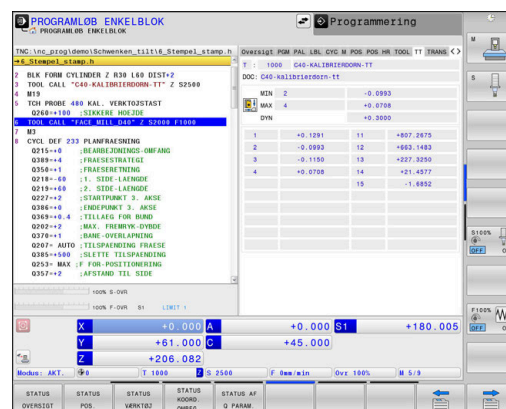 PROGRAMLØB ENKELBLOK
Programmering
PROGRAMLØB ENKELBLOK
TNC:\nc_prog\demo\Schwenken_tilt\6_Stempel_stamp.h
→6_Stempel_stamp.h
2 BLK FORM CYLINDER Z R30 L60 DIST+2
3 TOOL CALL "C40-KALIBRIERDORN-TT" Z S2500
4 M19
5 TCH PROBE 480 KAL. VERKTOJSTAST
Q260=+100 ;SIKKERE HOEJDE
6 TOOL CALL "FACE_MILL_D40" Z S2000 F1000
7 M3
8 CYCL DEF 233 PLANFRAESNING
Q215=+0 ;BEARBEJDNINGS-OMFANG
Q389=+4 ;FRAESESTRATEGI
Q350=+1 ;FRAESERETNING
Q218=-60 ;1. SIDE-LAENGDE
Q219=+60 ;2. SIDE-LAENGDE
Q227=+2 ;STARTPUNKT 3. AKSE
Q386=+0 ;ENDEPUNKT 3. AKSE
Q369=+0.4 ;TILLAEG FOR BUND
Q202=+2 ;MAX. FREMRYK-DYBDE
Q370=+1 ;BANE-OVERLAPNING
Q207= AUTO ;TILSPAENDING FRAESE
Q385=+500 ;SLETTE TILSPAENDING
Q253= MAX ;F FOR-POSITIONERING
Q357=+2 ;AFSTAND TIL SIDE
Oversigt PGM PAL LBL CYC M POS POS HR TOOL TT TRANS
T : 1000 C40-KALIBRIERDORN-TT
DOC: C40-kalibrierdorn-tt
MIN 2 -0.0993
MAX 4 +0.0708
DYN +0.3000
1 +0.1291 11 +807.2675
2 -0.0993 12 +663.1483
3 -0.1150 13 +227.3250
4 +0.0708 14 +21.4577
15 -1.6852
100% S-OVR
100% F-OVR S1 LIMIT 1
X +0.000 A +0.000 S1 +180.005
Y +61.000 C +45.000
Z +206.082
Modus: AKT. 0 T 1000 Z S 2500 F 0mm/min Ovr 100% M 5/9
STATUS OVERSIGT
STATUS POS.
STATUS VÆRKTØJ
STATUS KOORD. OMREG.
STATUS AF Q PARAM.
M
S
S100%
OFF
F100%
OFF